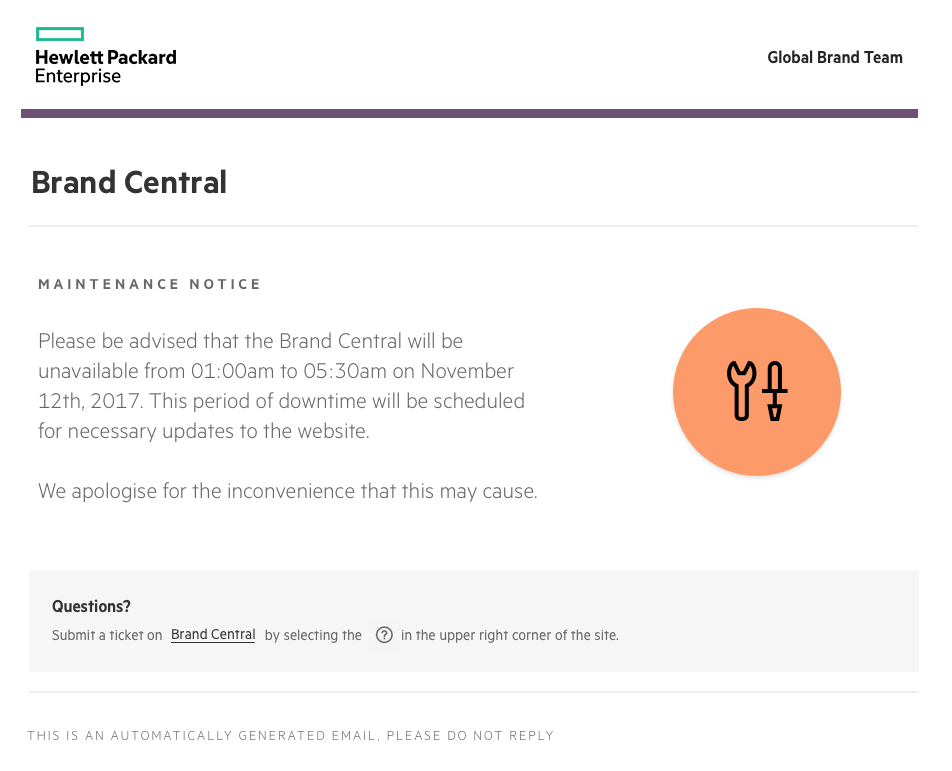 Hewlett Packard
Enterprise
Global Brand Team
Brand Central
MAINTENANCE NOTICE
Please be advised that the Brand Central will be
unavailable from 01:00am to 05:30am on November
12th, 2017. This period of downtime will be scheduled
for necessary updates to the website.
We apologise for the inconvenience that this may cause.
Questions?
Submit a ticket on Brand Central by selecting the ? in the upper right corner of the site.
THIS IS AN AUTOMATICALLY GENERATED EMAIL, PLEASE DO NOT REPLY